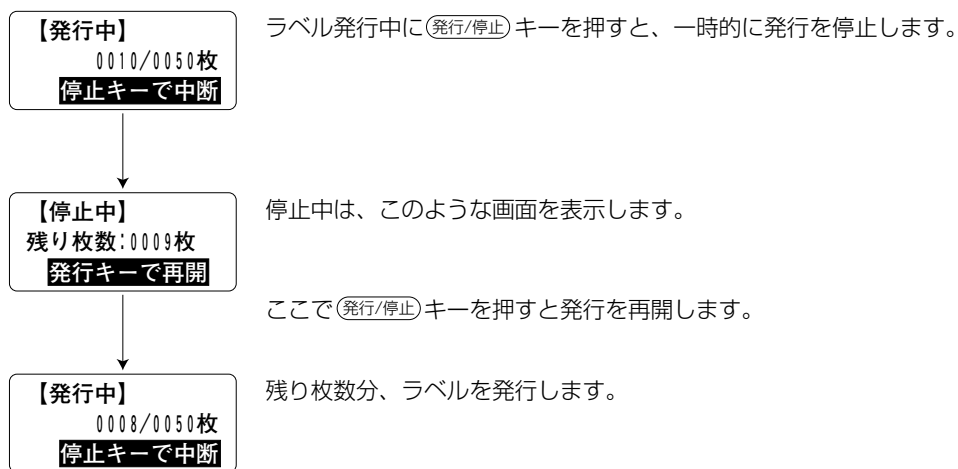 【発行中】
0010/0050枚
停止キーで中断
ラベル発行中に発行/停止キーを押すと、一時的に発行を停止します。
【停止中】
残り枚数:0009枚
発行キーで再開
停止中は、このような画面を表示します。
ここで発行/停止キーを押すと発行を再開します。
【発行中】
0008/0050枚
停止キーで中断
残り枚数分、ラベルを発行します。